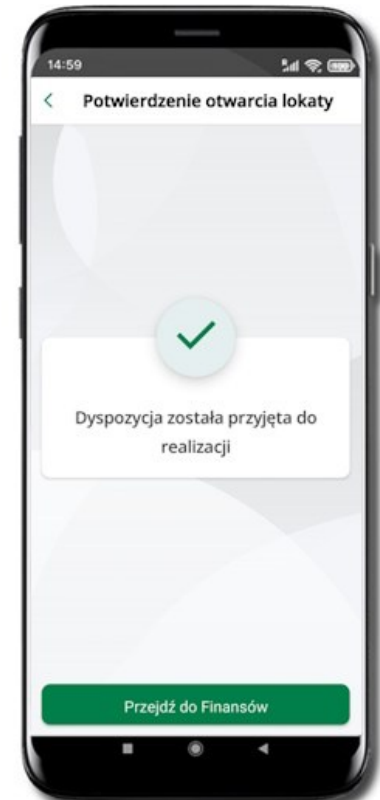 14:59
Potwierdzenie otwarcia lokaty
Dyspozycja została przyjęta do
realizacji
Przejdź do Finansów